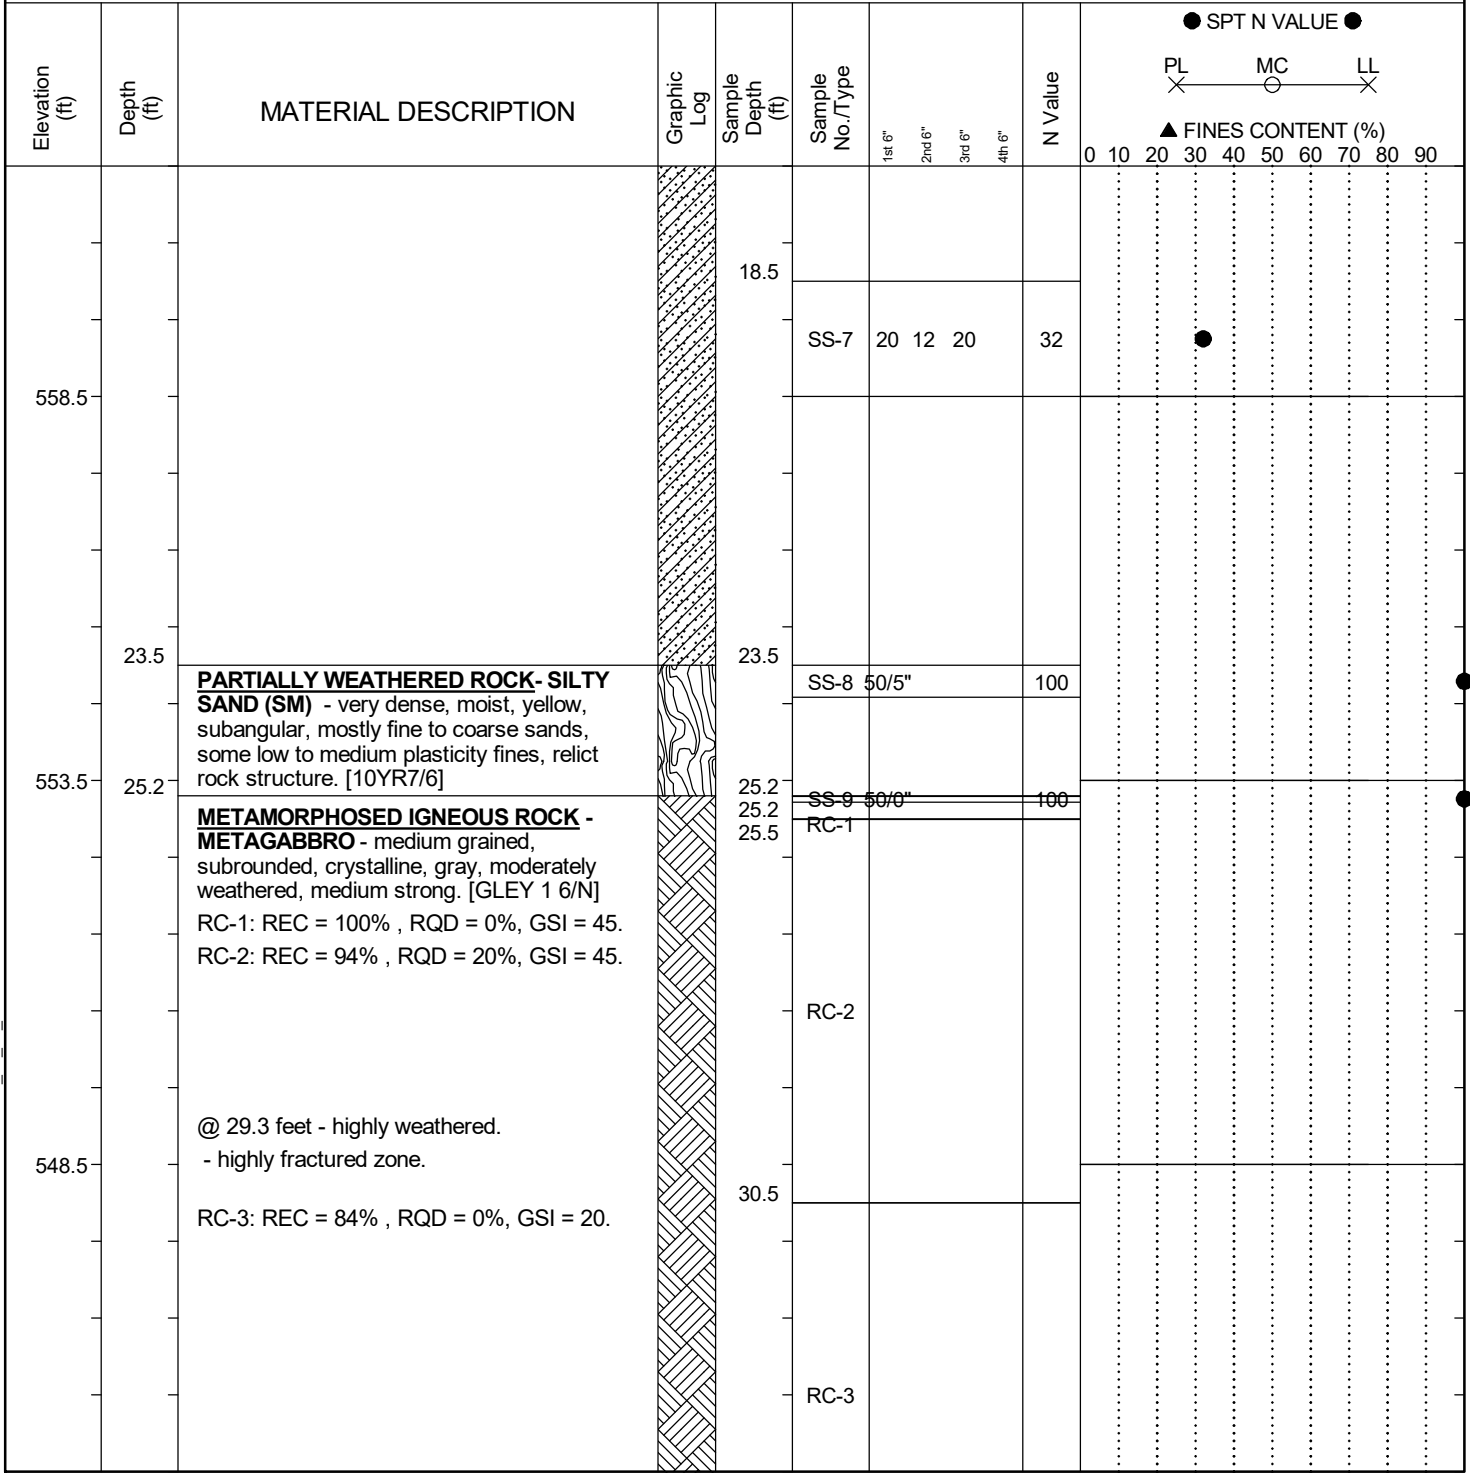 ● SPT N VALUE ●
PL MC LL
▲ FINES CONTENT (%)
0 10 20 30 40 50 60 70 80 90
Elevation
(ft)
Depth
(ft)
MATERIAL DESCRIPTION
Graphic
Log
Sample
Depth
(ft)
Sample
No./Type
1st 6"
2nd 6"
3rd 6"
4th 6"
N Value
18.5
SS-7 20 12 20 32
558.5
23.5 23.5
PARTIALLY WEATHERED ROCK- SILTY
SAND (SM) - very dense, moist, yellow,
subangular, mostly fine to coarse sands,
some low to medium plasticity fines, relict
rock structure. [10YR7/6]
SS-8 50/5" 100
553.5 25.2 25.2
SS-9 50/0" 100
25.2
25.5
RC-1
METAMORPHOSED IGNEOUS ROCK -
METAGABBRO - medium grained,
subrounded, crystalline, gray, moderately
weathered, medium strong. [GLEY 1 6/N]
RC-1: REC = 100% , RQD = 0%, GSI = 45.
RC-2: REC = 94% , RQD = 20%, GSI = 45.
RC-2
@ 29.3 feet - highly weathered.
- highly fractured zone.
548.5
30.5
RC-3: REC = 84% , RQD = 0%, GSI = 20.
RC-3